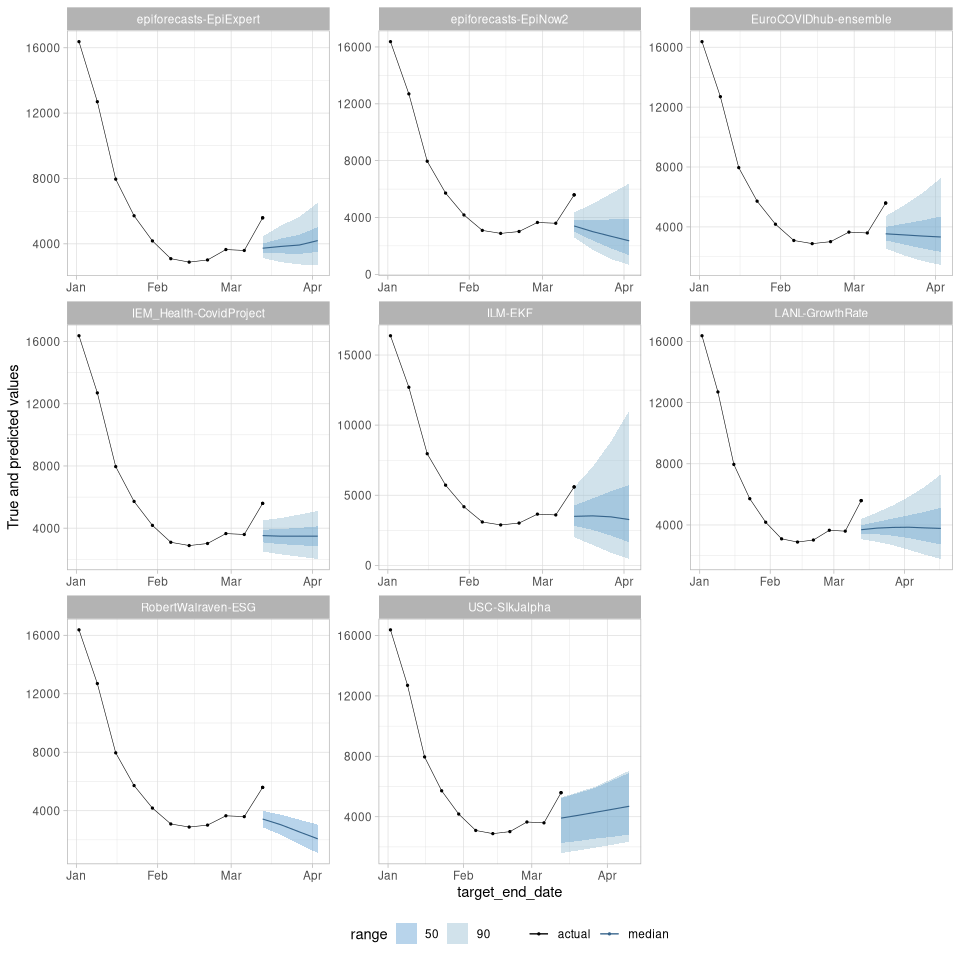 epiforecasts-EpiExpert epiforecasts-EpiNow2 EuroCOVIDhub-ensemble
16000 16000 16000
12000 12000 12000
8000 8000 8000
4000 4000 4000
0
Jan Feb Mar Apr Jan Feb Mar Apr Jan Feb Mar Apr
IEM_Health-CovidProject ILM-EKF LANL-GrowthRate
16000 15000 16000
12000 10000 12000
8000 5000 8000
4000 0 4000
Jan Feb Mar Apr Jan Feb Mar Apr Jan Feb Mar Apr
True and predicted values
RobertWalraven-ESG USC-SIkJalpha
16000 16000
12000 12000
8000 8000
4000 4000
Jan Feb Mar Apr Jan Feb Mar Apr
target_end_date
range 50 90 actual median